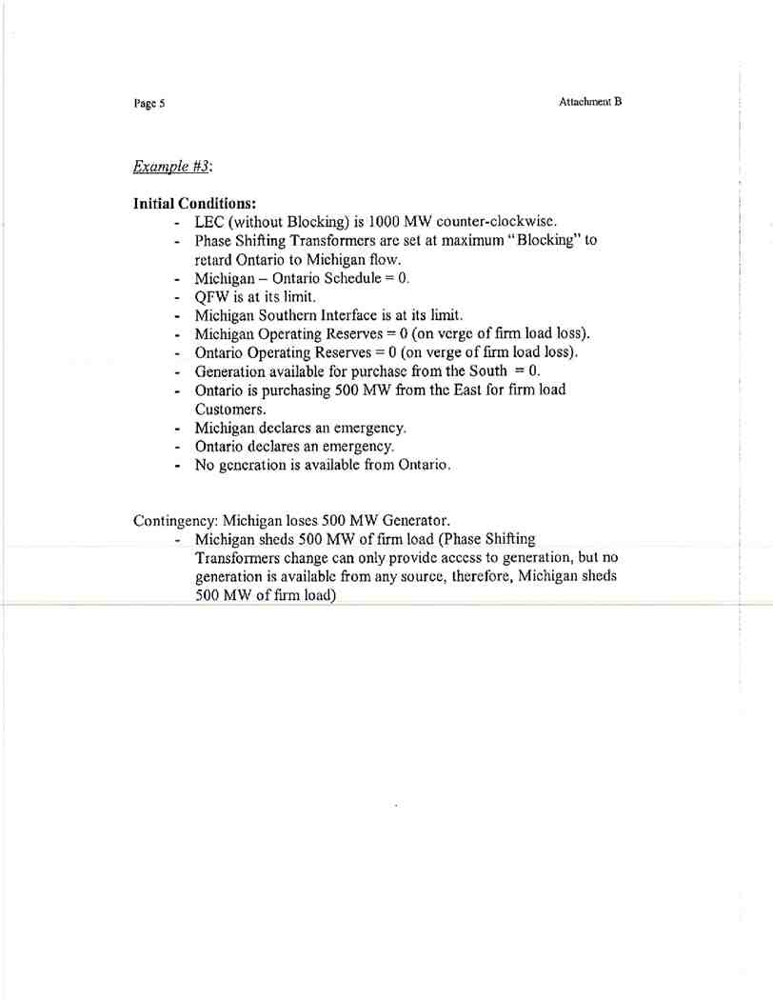 Page 5
Attachment B
Example #3:
Initial Conditions:
- LEC (without Blocking) is 1000 MW counter-clockwise.
- Phase Shifting Transformers are set at maximum "Blocking" to
retard Ontario to Michigan flow.
- Michigan – Ontario Schedule = 0.
- QFW is at its limit.
- Michigan Southern Interface is at its limit.
- Michigan Operating Reserves = 0 (on verge of firm load loss).
- Ontario Operating Reserves = 0 (on verge of firm load loss).
- Generation available for purchase from the South = 0.
- Ontario is purchasing 500 MW from the East for firm load
Customers.
- Michigan declares an emergency.
- Ontario declares an emergency.
- No generation is available from Ontario.
Contingency: Michigan loses 500 MW Generator.
- Michigan sheds 500 MW of firm load (Phase Shifting
Transformers change can only provide access to generation, but no
generation is available from any source, therefore, Michigan sheds
500 MW of firm load)